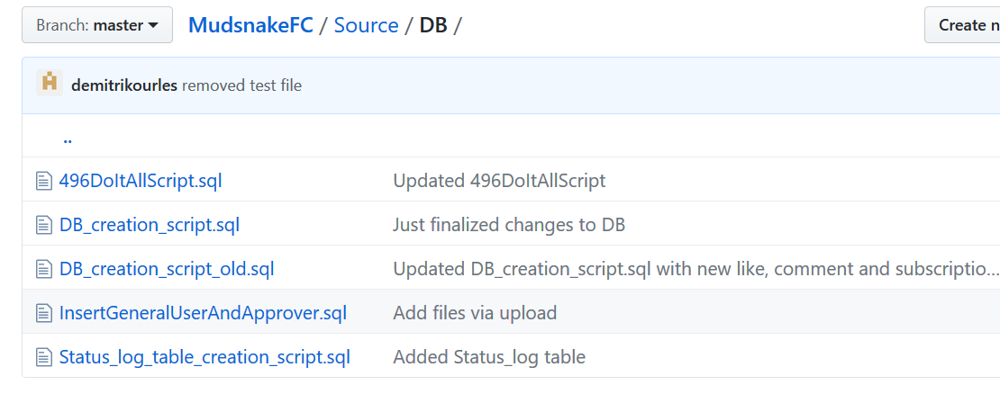 Branch: master MudsnakeFC / Source / DB / Create n
demitrikourles removed test file
..
496DoItAllScript.sql Updated 496DoItAllScript
DB_creation_script.sql Just finalized changes to DB
DB_creation_script_old.sql Updated DB_creation_script.sql with new like, comment and subscriptio...
InsertGeneralUserAndApprover.sql Add files via upload
Status_log_table_creation_script.sql Added Status_log table